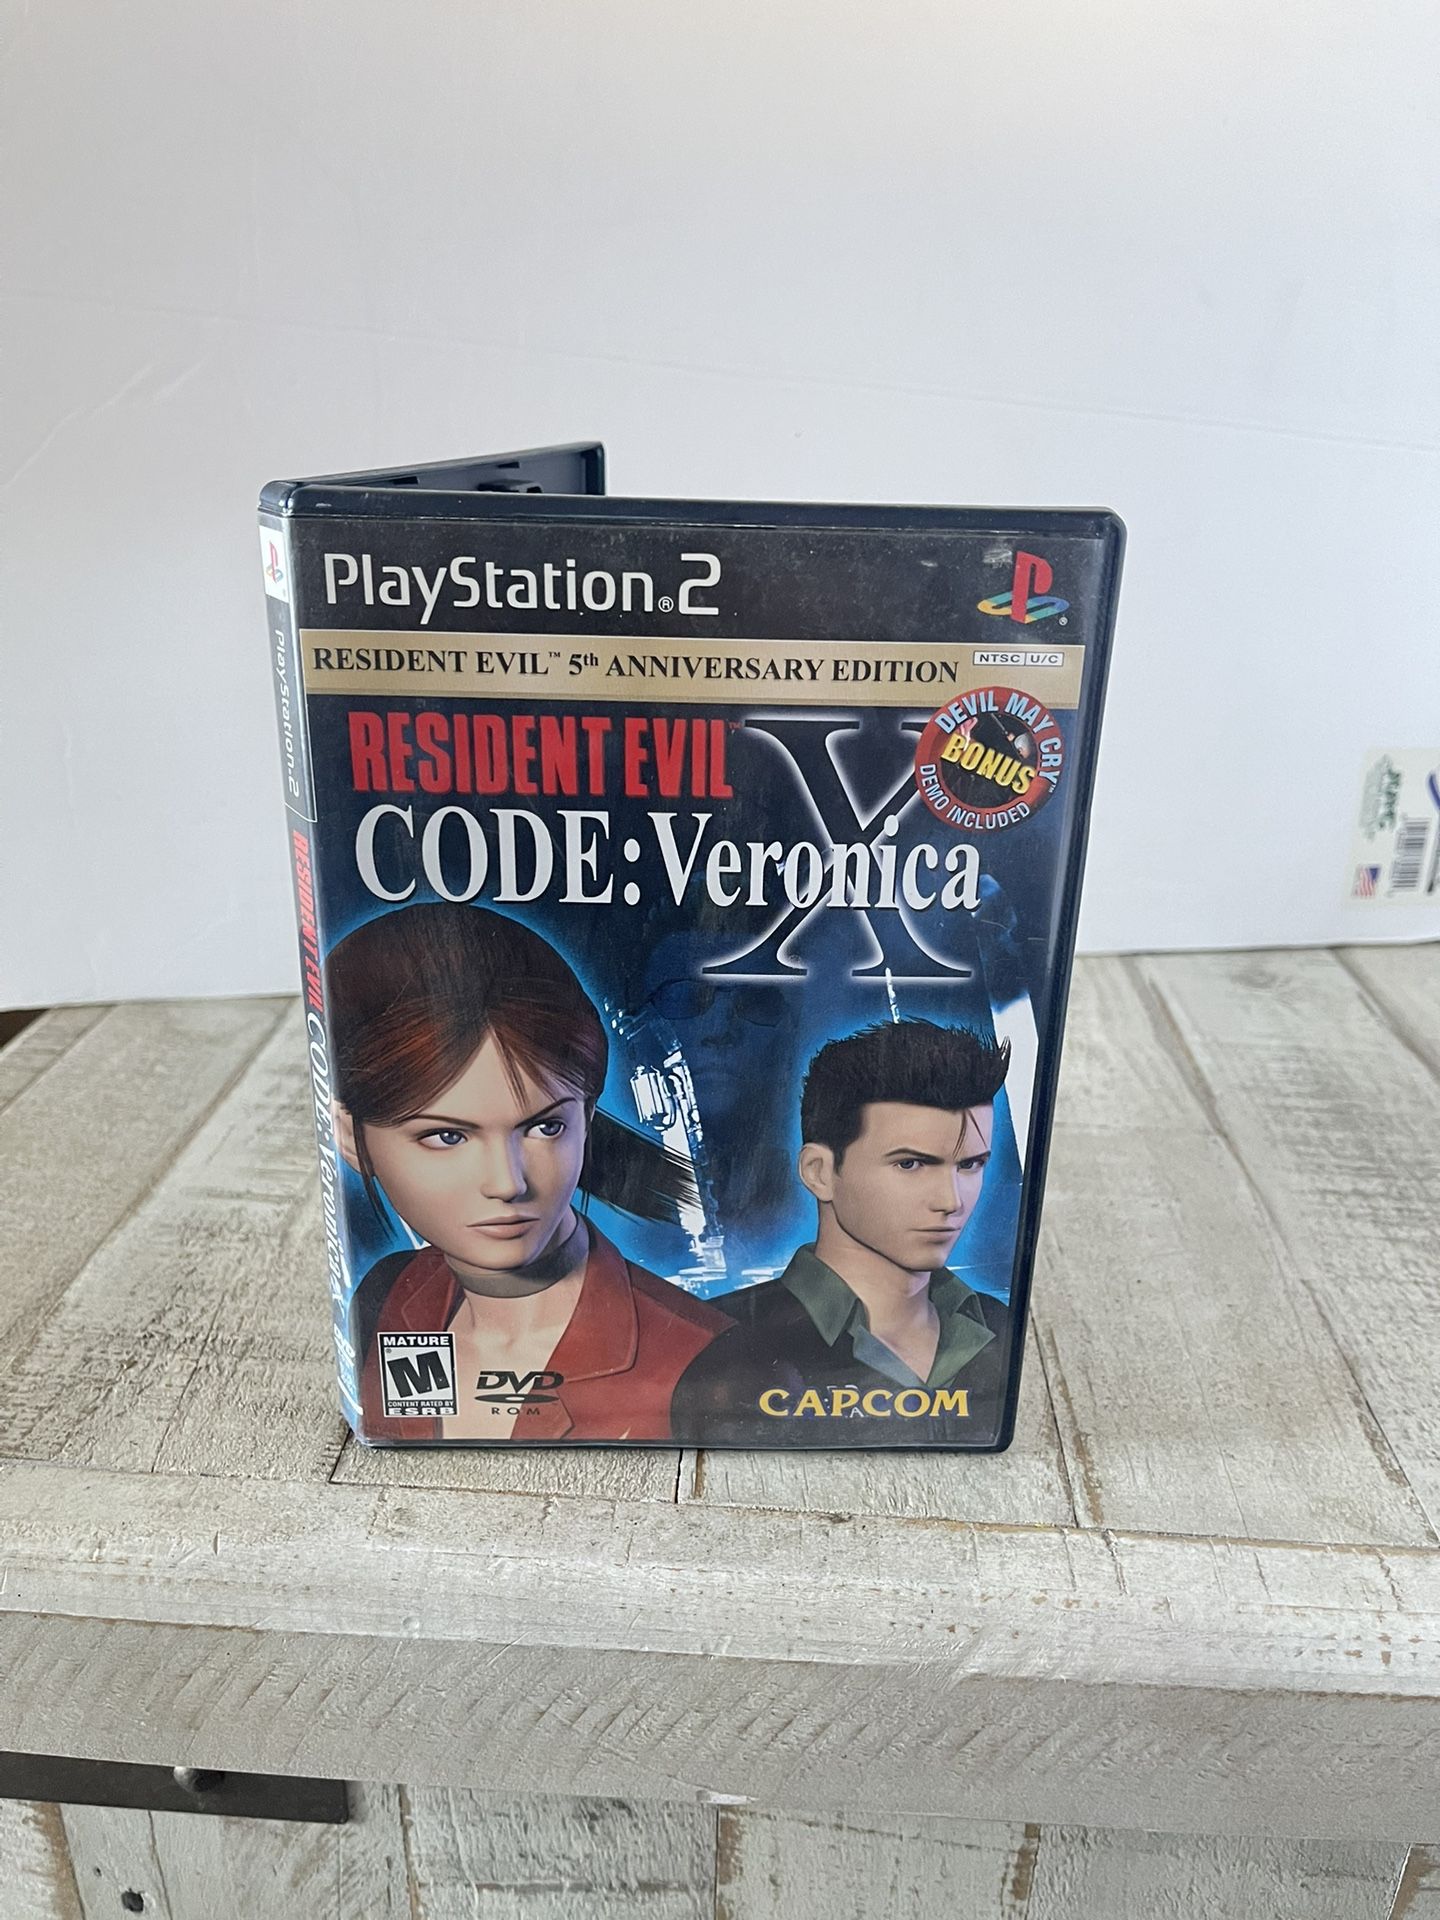 PlayStation®2
RESIDENT EVIL™ 5th ANNIVERSARY EDITION
NTSC U/C
RESIDENT EVIL™
CODE: Veronica
X
DEVIL MAY CRY™
BONUS
DEMO INCLUDED
MATURE
M
CONTENT RATED BY
ESRB
DVD
ROM
CAPCOM
PlayStation®2
RESIDENT EVIL CODE: Veronica X